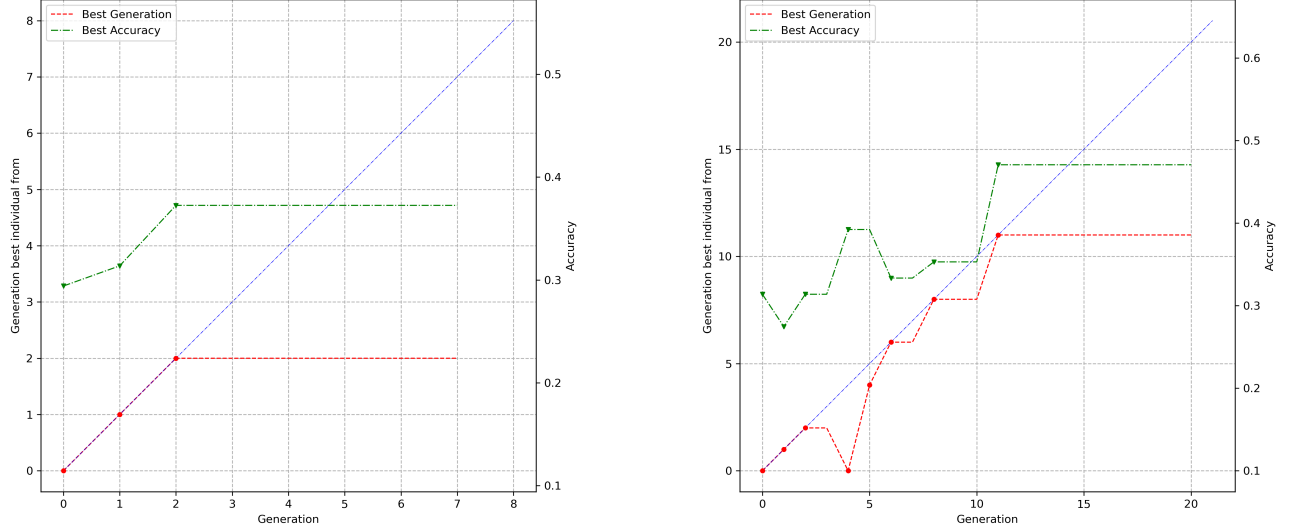 Best Generation
Best Accuracy
8
7
6
5
4
3
2
1
0
Generation best individual from
0 1 2 3 4 5 6 7 8
Generation
0.5
0.4
0.3
0.2
0.1
Accuracy
Best Generation
Best Accuracy
20
15
10
5
0
Generation best individual from
0 5 10 15 20
Generation
0.6
0.5
0.4
0.3
0.2
0.1
Accuracy